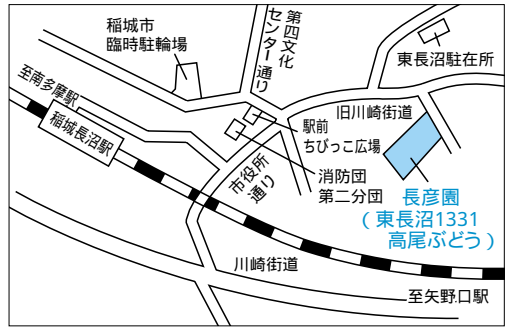 稲城市
臨時駐輪場
第四文化
センター通り
東長沼駐在所
至南多摩駅
稲城長沼駅
旧川崎街道
駅前
ちびっこ広場
市役所
通り
消防団
第二分団
長彦園
(東長沼1331
高尾ぶどう)
川崎街道
至矢野口駅